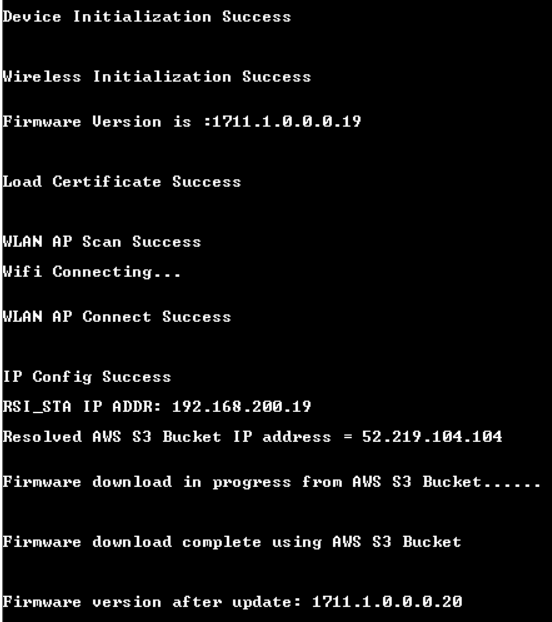 Device Initialization Success
Wireless Initialization Success
Firmware Version is :1711.1.0.0.0.19
Load Certificate Success
WLAN AP Scan Success
Wifi Connecting...
WLAN AP Connect Success
IP Config Success
RSI_STA IP ADDR: 192.168.200.19
Resolved AWS S3 Bucket IP address = 52.219.104.104
Firmware download in progress from AWS S3 Bucket......
Firmware download complete using AWS S3 Bucket
Firmware version after update: 1711.1.0.0.0.20